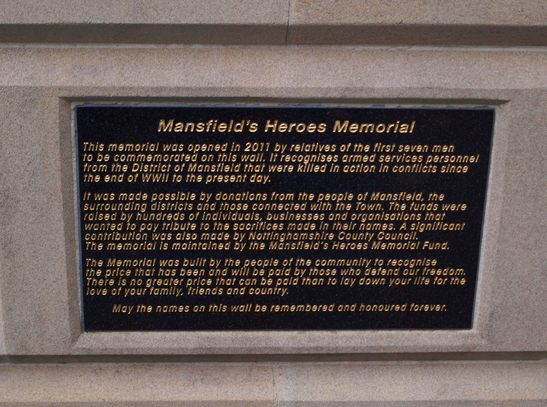 Mansfield's Heroes Memorial
This memorial was opened in 2011 by relatives of the first seven men
to be commemorated on this wall. It recognises armed services personnel
from the District of Mansfield that were killed in action in conflicts since
the end of WWII to the present day.
It was made possible by donations from the people of Mansfield, the
surrounding districts and those connected with the Town. The funds were
raised by hundreds of individuals, businesses and organisations that
wanted to pay tribute to the sacrifices made in their names. A significant
contribution was also made by Nottinghamshire County Council.
The memorial is maintained by the Mansfield's Heroes Memorial Fund.
The Memorial was built by the people of the community to recognise
the price that has been and will be paid by those who defend our freedom.
There is no greater price that can be paid than to lay down your life for the
love of your family, friends and country.
May the names on this wall be remembered and honoured forever.